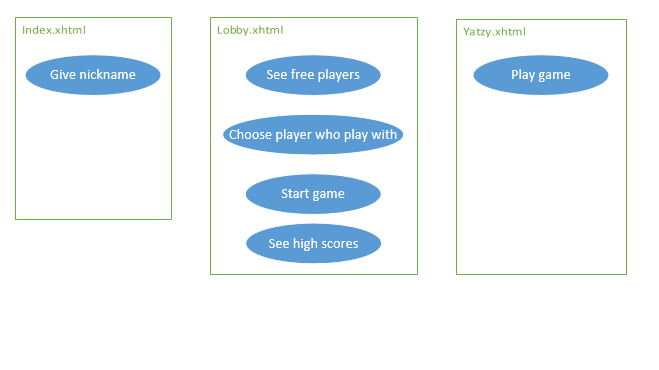 Index.xhtml
Give nickname
Lobby.xhtml
See free players
Choose player who play with
Start game
See high scores
Yatzy.xhtml
Play game